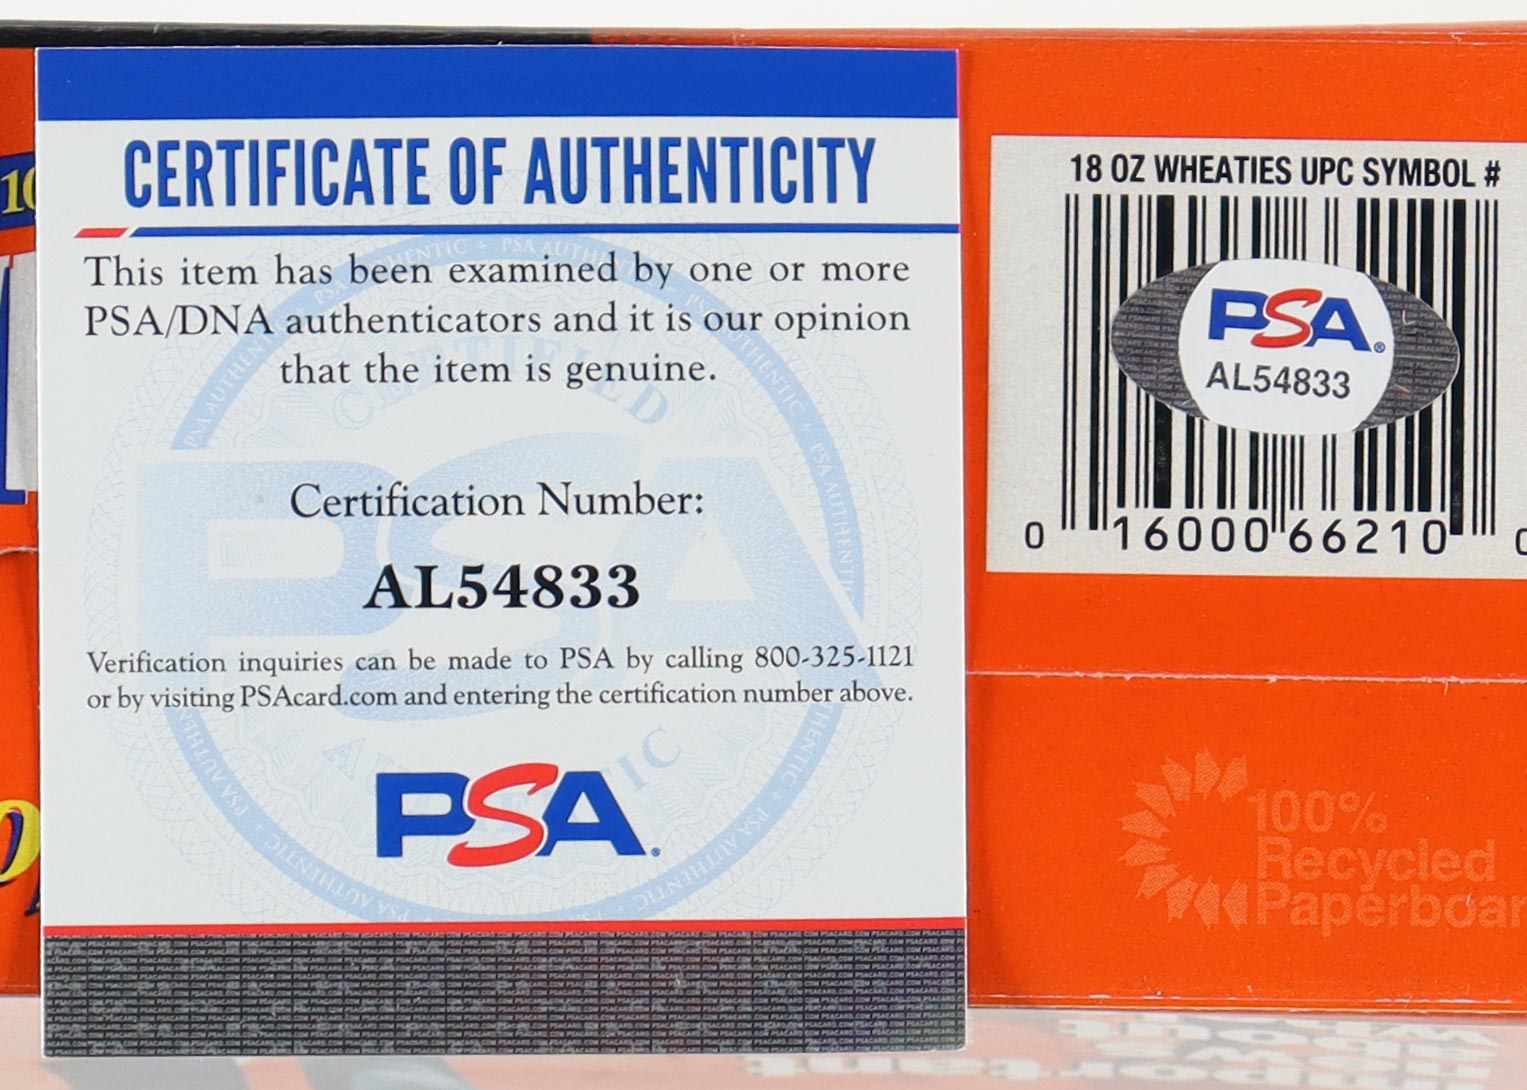 CERTIFICATE OF AUTHENTICITY
This item has been examined by one or more
PSA/DNA authenticators and it is our opinion
that the item is genuine.
Certification Number:
AL54833
Verification inquiries can be made to PSA by calling 800-325-1121
or by visiting PSAcard.com and entering the certification number above.
PSA®
18 OZ WHEATIES UPC SYMBOL #
PSA®
AL54833
0 16000 66210
100%
Recycled
Paperboar